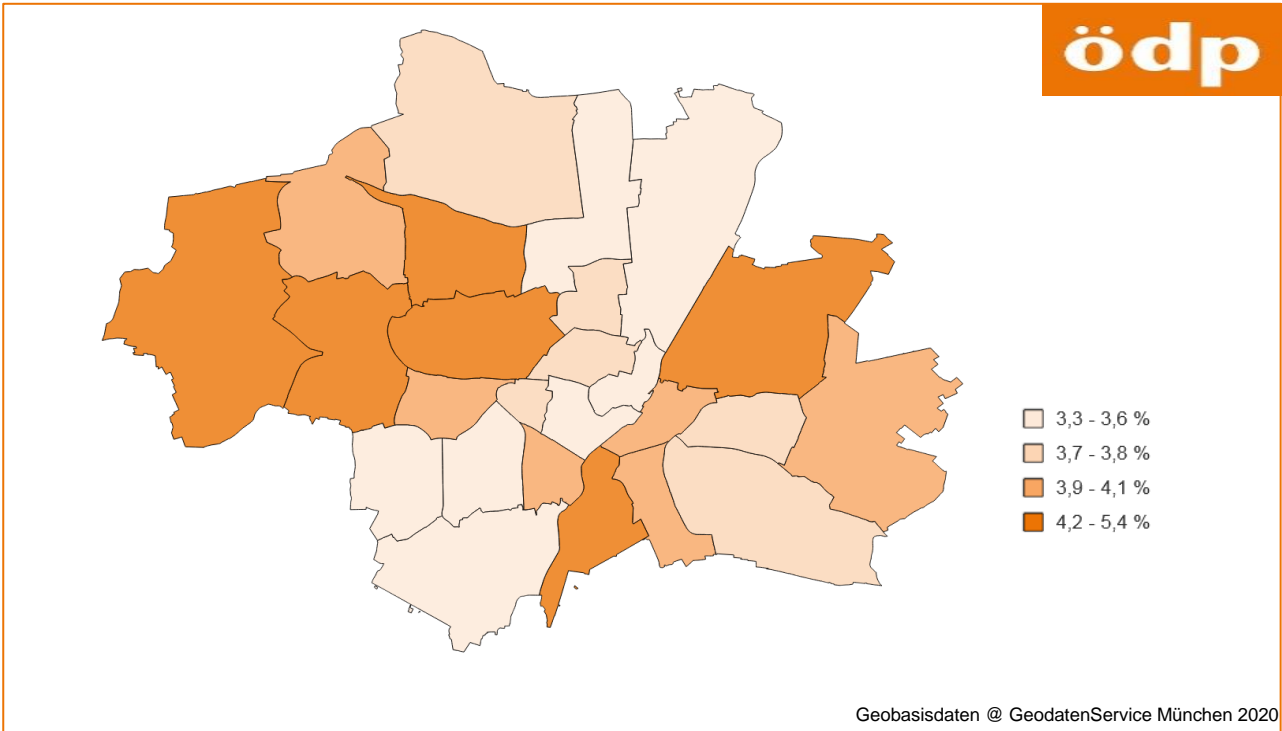 ödp
3,3 - 3,6 %
3,7 - 3,8 %
3,9 - 4,1 %
4,2 - 5,4 %
Geobasisdaten @ GeodatenService München 2020